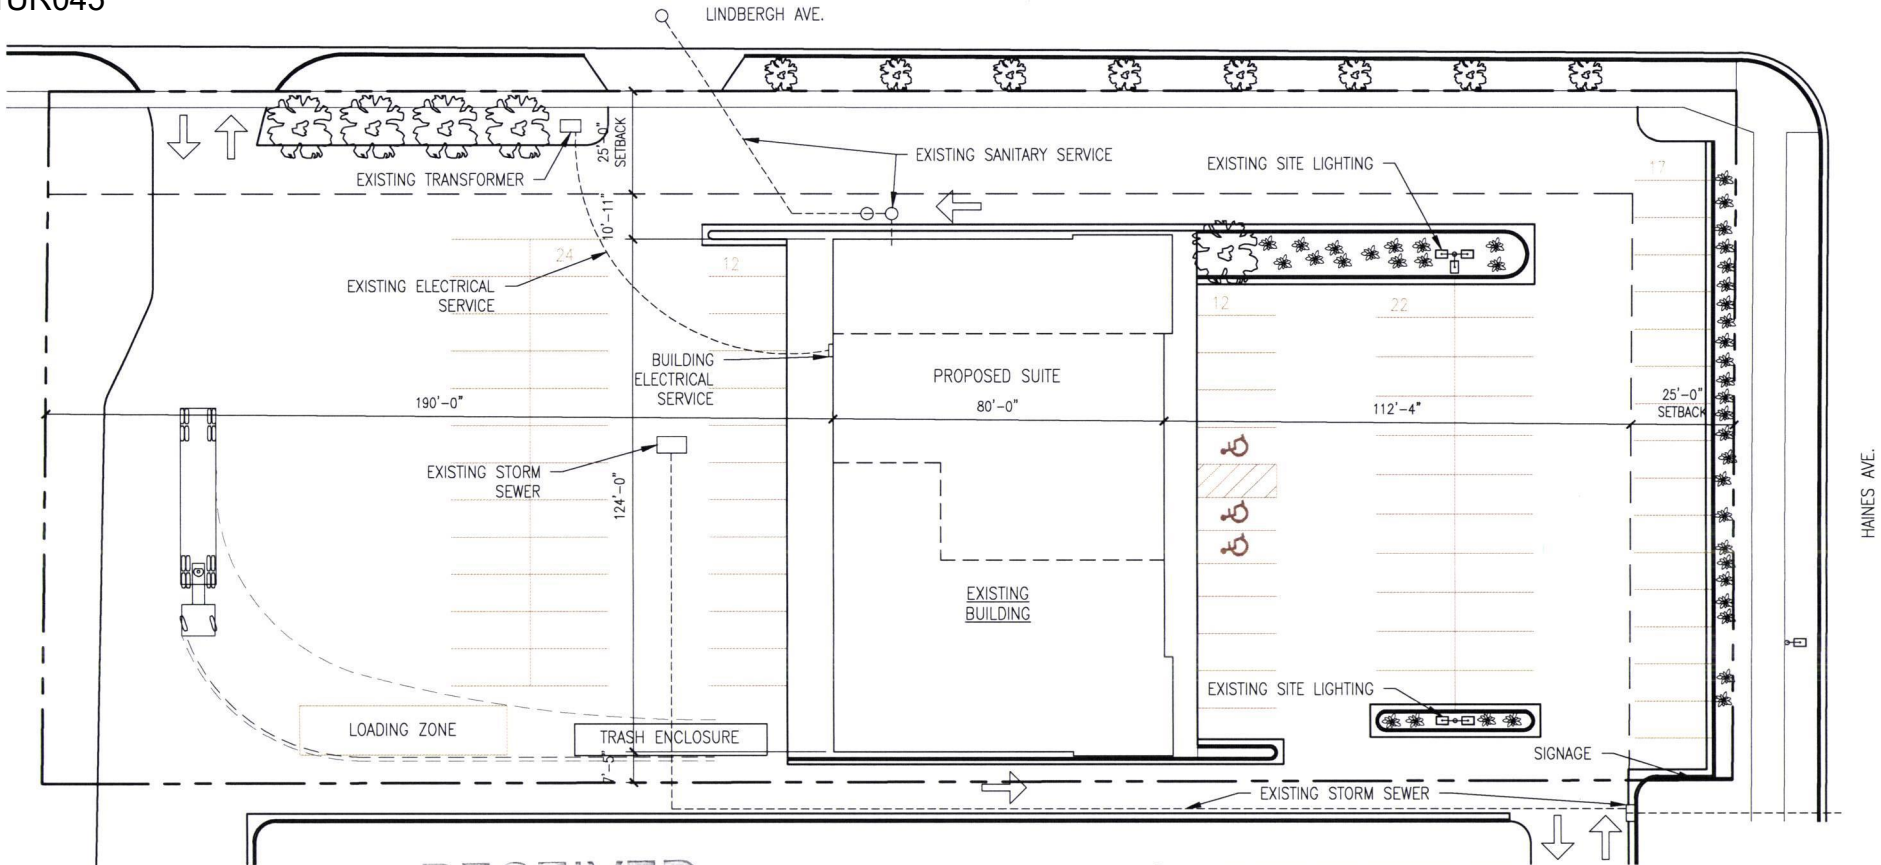 LINDBERGH AVE.
25'-0"
SETBACK
EXISTING TRANSFORMER
EXISTING SANITARY SERVICE
EXISTING SITE LIGHTING
17
10'-11"
24
12
EXISTING ELECTRICAL
SERVICE
12
22
BUILDING
ELECTRICAL
SERVICE
PROPOSED SUITE
190'-0"
80'-0"
112'-4"
25'-0"
SETBACK
EXISTING STORM
SEWER
124'-0"
HAINES AVE.
EXISTING
BUILDING
EXISTING SITE LIGHTING
LOADING ZONE
TRASH ENCLOSURE
7'-5"
SIGNAGE
EXISTING STORM SEWER